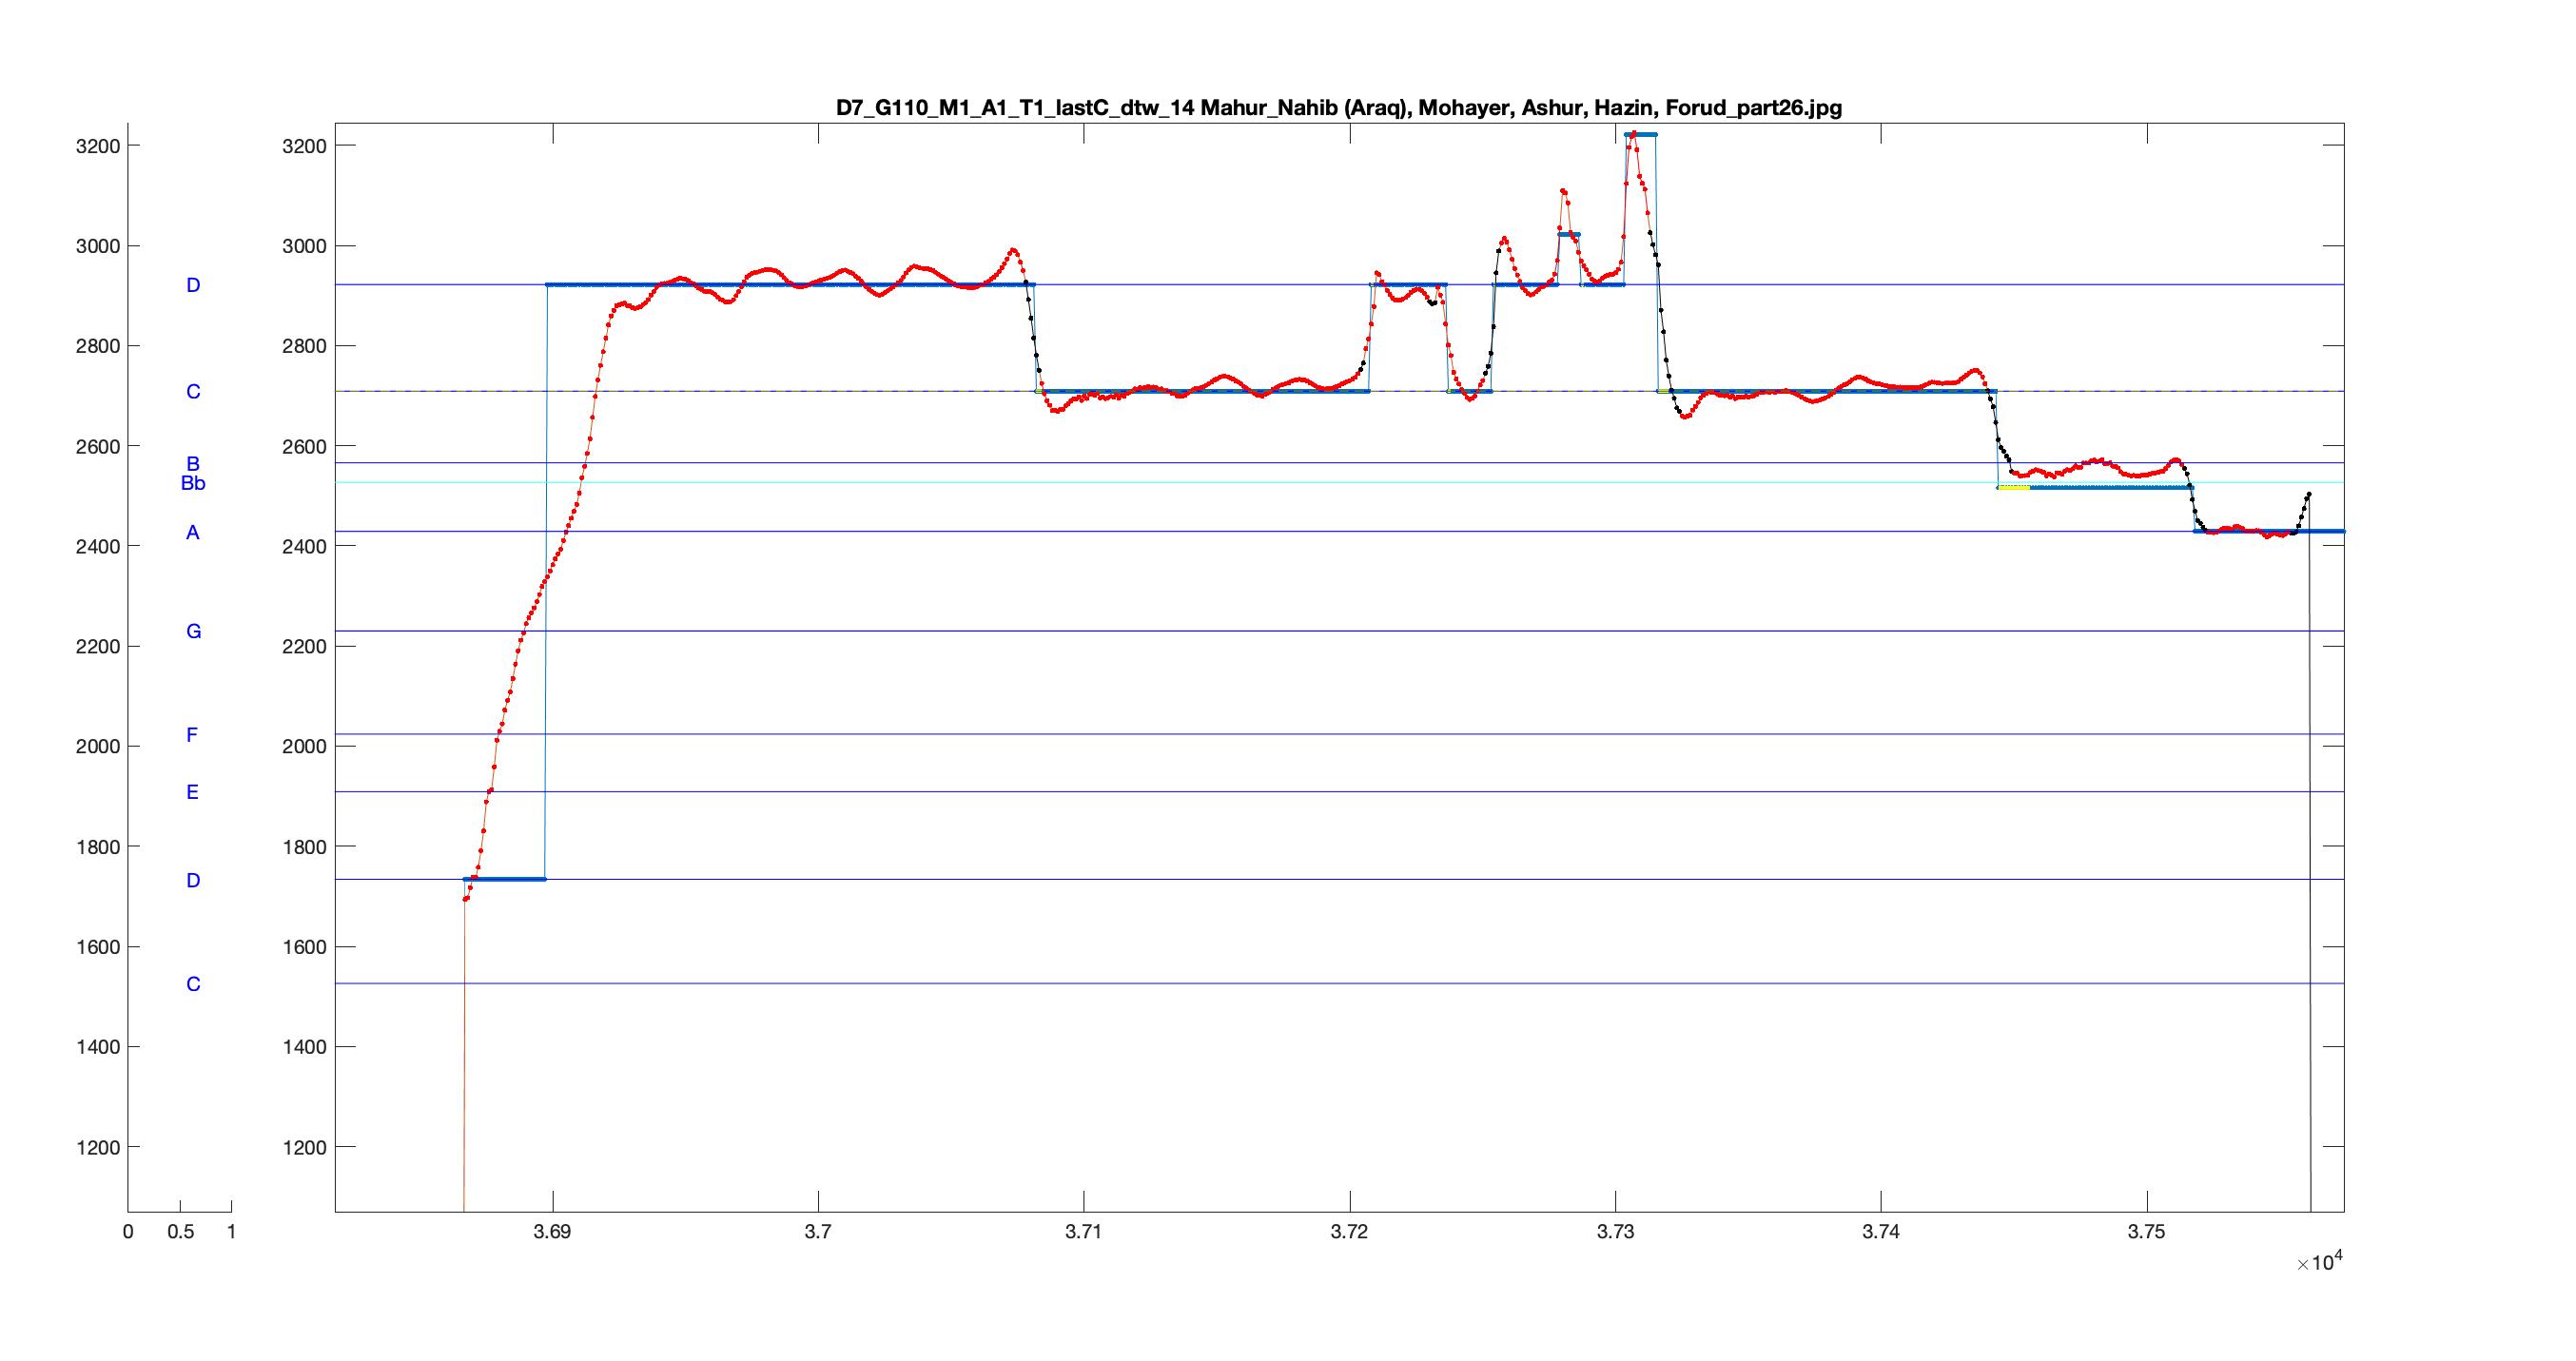 D7_G110_M1_A1_T1_lastC_dtw_14 Mahur_Nahib (Araq), Mohayer, Ashur, Hazin, Forud_part26.jpg
3200 3200
3000 3000
D
2800 2800
C
2600 2600
B
Bb
A
2400 2400
G
2200 2200
F
2000 2000
E
1800 1800
D
1600 1600
C
1400 1400
1200 1200
0 0.5 1 3.69 3.7 3.71 3.72 3.73 3.74 3.75
×10^4